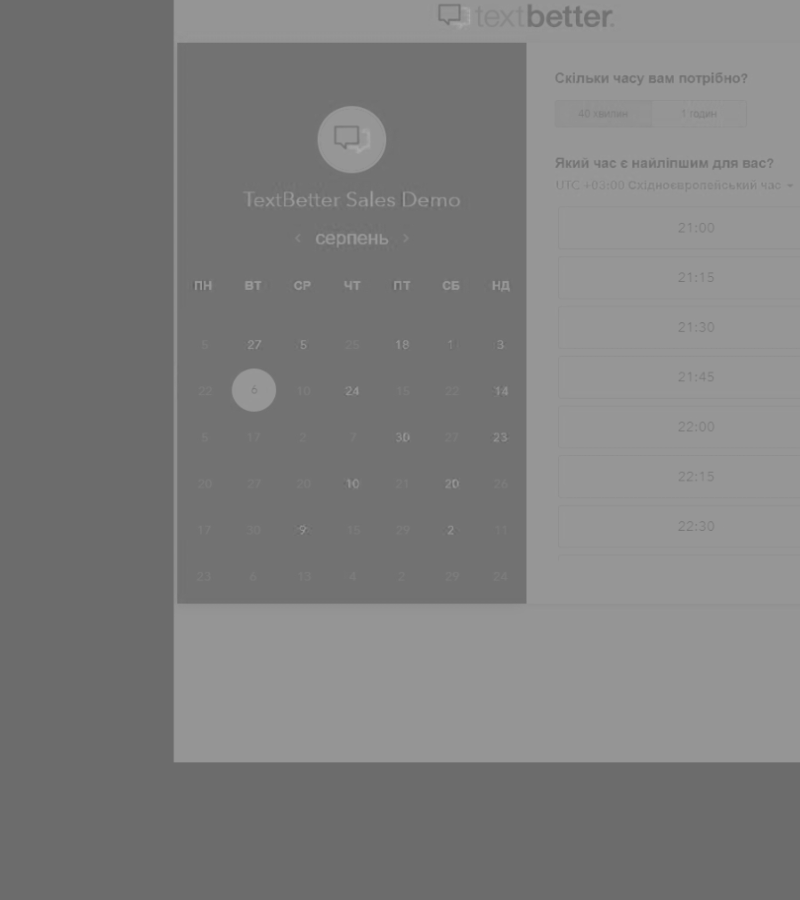 textbetter.
TextBetter Sales Demo
‹ серпень ›
ПН ВТ СР ЧТ ПТ СБ НД
5 27 5 25 18 1 3
22 6 10 24 15 22 14
5 17 2 7 30 27 23
20 27 20 10 21 20 26
17 30 9 15 29 2 11
23 6 13 4 2 29 24
Скільки часу вам потрібно?
40 хвилин 1 годин
Який час є найліпшим для вас?
UTC +03:00 Східноєвропейський час
21:00
21:15
21:30
21:45
22:00
22:15
22:30